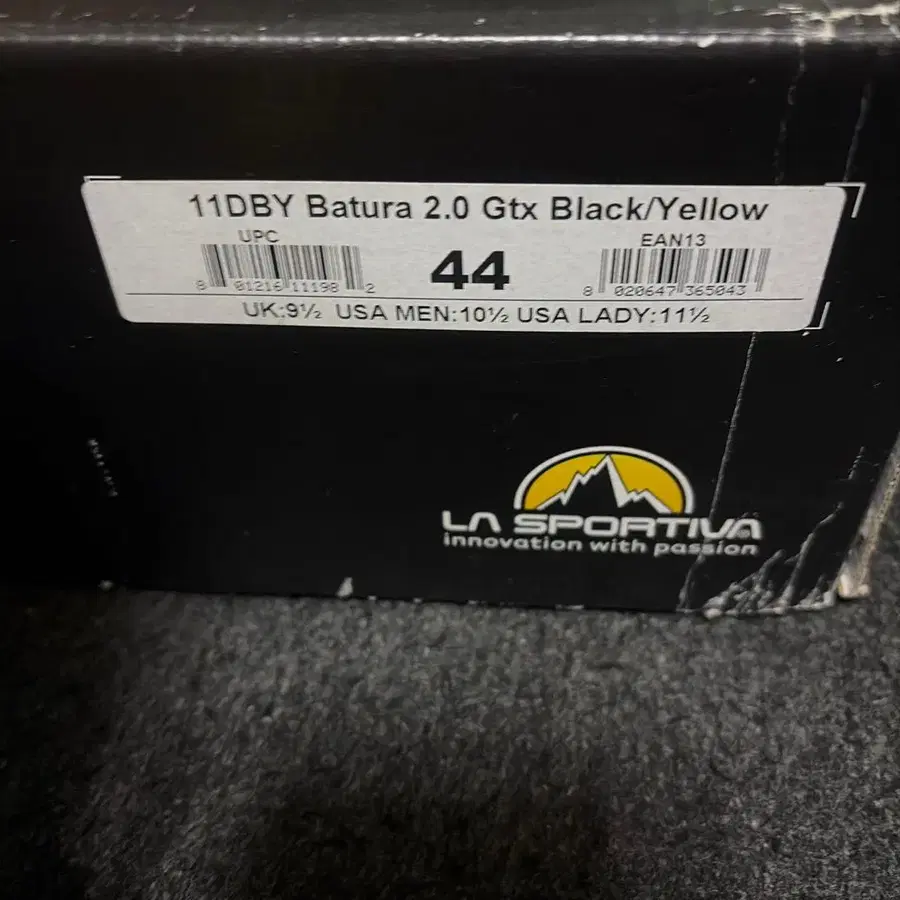 11DBY Batura 2.0 Gtx Black/Yellow
UPC
EAN13
44
8 01216 11198 2
8 020647 365043
UK:9½ USA MEN:10½ USA LADY:11½
LA SPORTIVA
innovation with passion